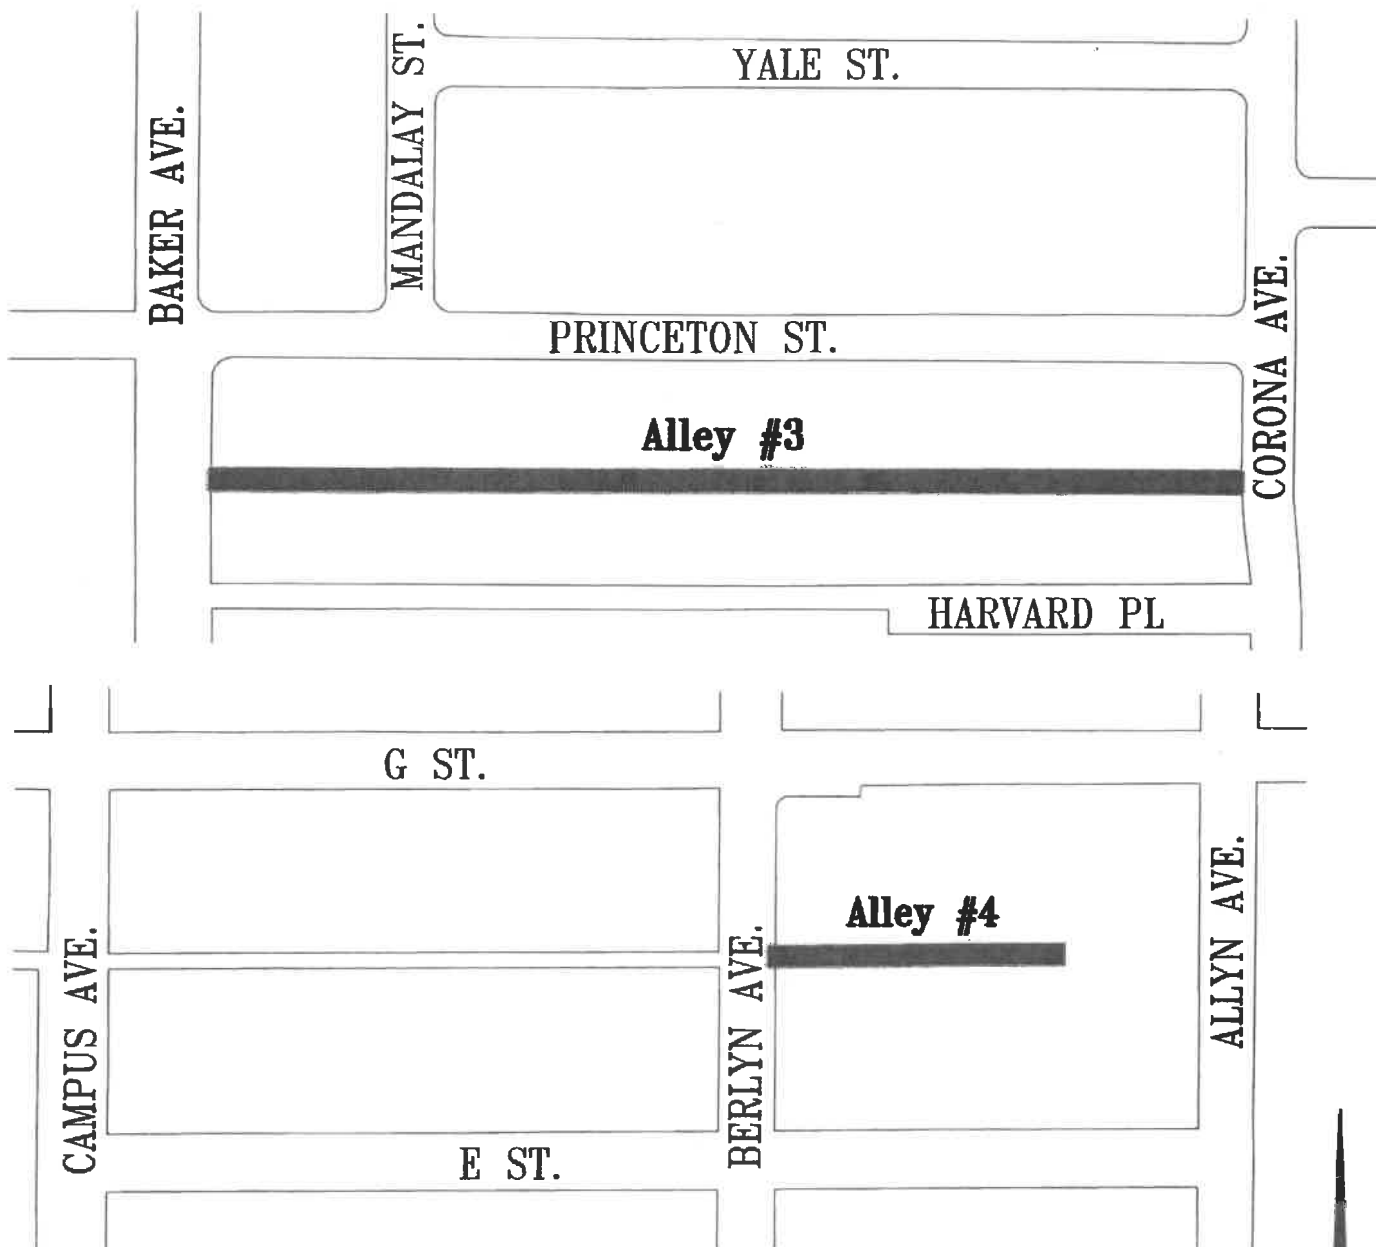 YALE ST.
MANDALAY ST.
BAKER AVE.
PRINCETON ST.
CORONA AVE.
Alley #3
HARVARD PL
G ST.
Alley #4
CAMPUS AVE.
BERLYN AVE.
ALLYN AVE.
E ST.